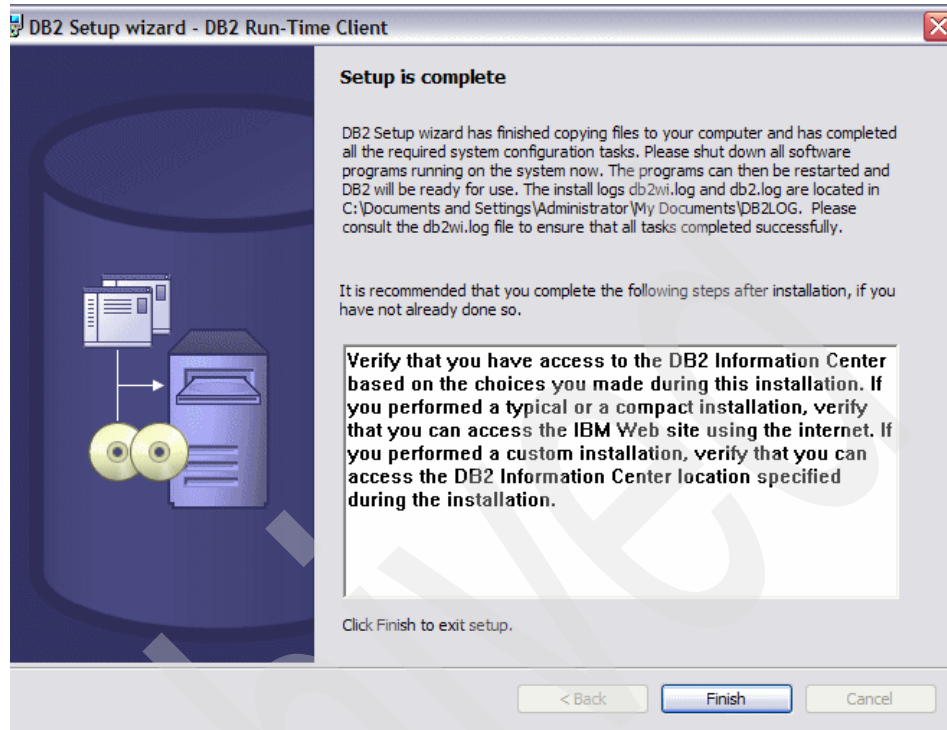 DB2 Setup wizard - DB2 Run-Time Client
Setup is complete
DB2 Setup wizard has finished copying files to your computer and has completed
all the required system configuration tasks. Please shut down all software
programs running on the system now. The programs can then be restarted and
DB2 will be ready for use. The install logs db2wi.log and db2.log are located in
C:\Documents and Settings\Administrator\My Documents\DB2LOG. Please
consult the db2wi.log file to ensure that all tasks completed successfully.
It is recommended that you complete the following steps after installation, if you
have not already done so.
Verify that you have access to the DB2 Information Center
based on the choices you made during this installation. If
you performed a typical or a compact installation, verify
that you can access the IBM Web site using the internet. If
you performed a custom installation, verify that you can
access the DB2 Information Center location specified
during the installation.
Click Finish to exit setup.
< Back Finish Cancel